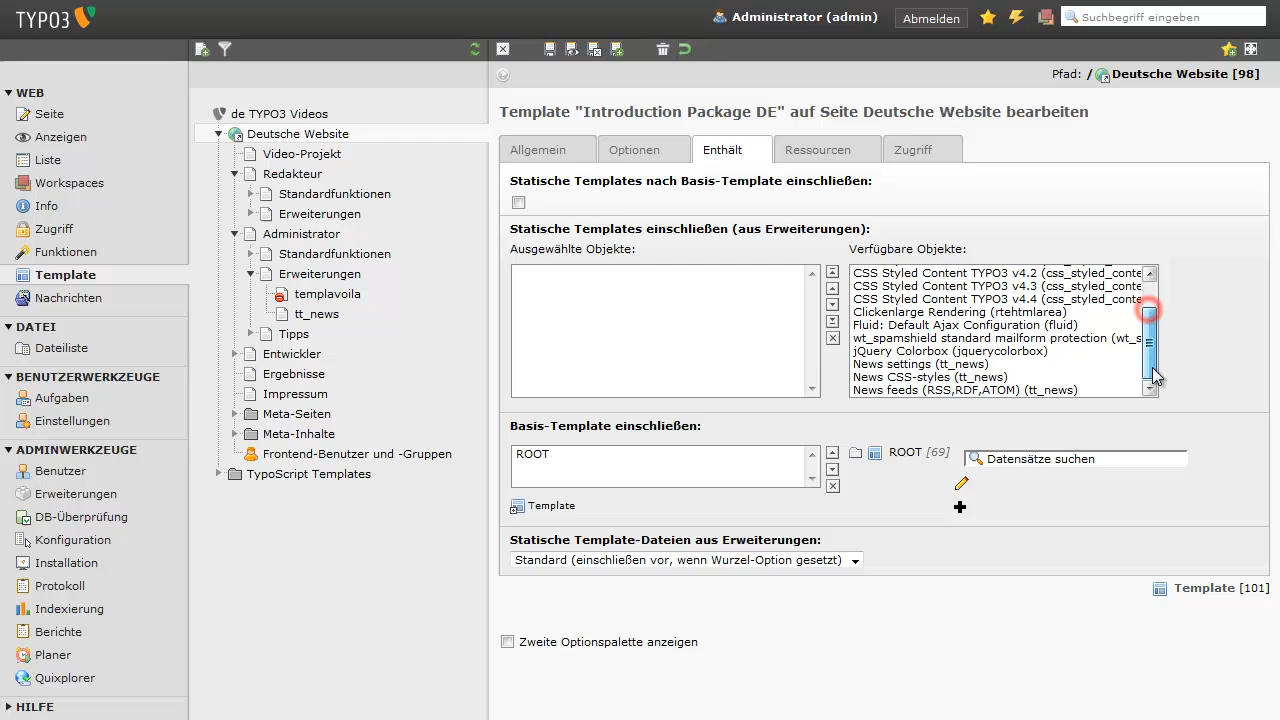 TYPO3
Administrator (admin)
Abmelden
Suchbegriff eingeben
Pfad: / Deutsche Website [98]
WEB
Seite
Anzeigen
Liste
Workspaces
Info
Zugriff
Funktionen
Template
Nachrichten
DATEI
Dateiliste
BENUTZERWERKZEUGE
Aufgaben
Einstellungen
ADMINWERKZEUGE
Benutzer
Erweiterungen
DB-Überprüfung
Konfiguration
Installation
Protokoll
Indexierung
Berichte
Planer
Quixplorer
HILFE
de TYPO3 Videos
Deutsche Website
Video-Projekt
Redakteur
Standardfunktionen
Erweiterungen
Administrator
Standardfunktionen
Erweiterungen
templavoila
tt_news
Tipps
Entwickler
Ergebnisse
Impressum
Meta-Seiten
Meta-Inhalte
Frontend-Benutzer und -Gruppen
TypoScript Templates
Template "Introduction Package DE" auf Seite Deutsche Website bearbeiten
Allgemein
Optionen
Enthält
Ressourcen
Zugriff
Statische Templates nach Basis-Template einschließen:
Statische Templates einschließen (aus Erweiterungen):
Ausgewählte Objekte:
Verfügbare Objekte:
CSS Styled Content TYPO3 v4.2 (css_styled_conte
CSS Styled Content TYPO3 v4.3 (css_styled_conte
CSS Styled Content TYPO3 v4.4 (css_styled_conte
Clickenlarge Rendering (rtehtmlarea)
Fluid: Default Ajax Configuration (fluid)
wt_spamshield standard mailform protection (wt_s
jQuery Colorbox (jquerycolorbox)
News settings (tt_news)
News CSS-styles (tt_news)
News feeds (RSS,RDF,ATOM) (tt_news)
Basis-Template einschließen:
ROOT
ROOT [69]
Datensätze suchen
Template
Statische Template-Dateien aus Erweiterungen:
Standard (einschließen vor, wenn Wurzel-Option gesetzt)
Template [101]
Zweite Optionspalette anzeigen